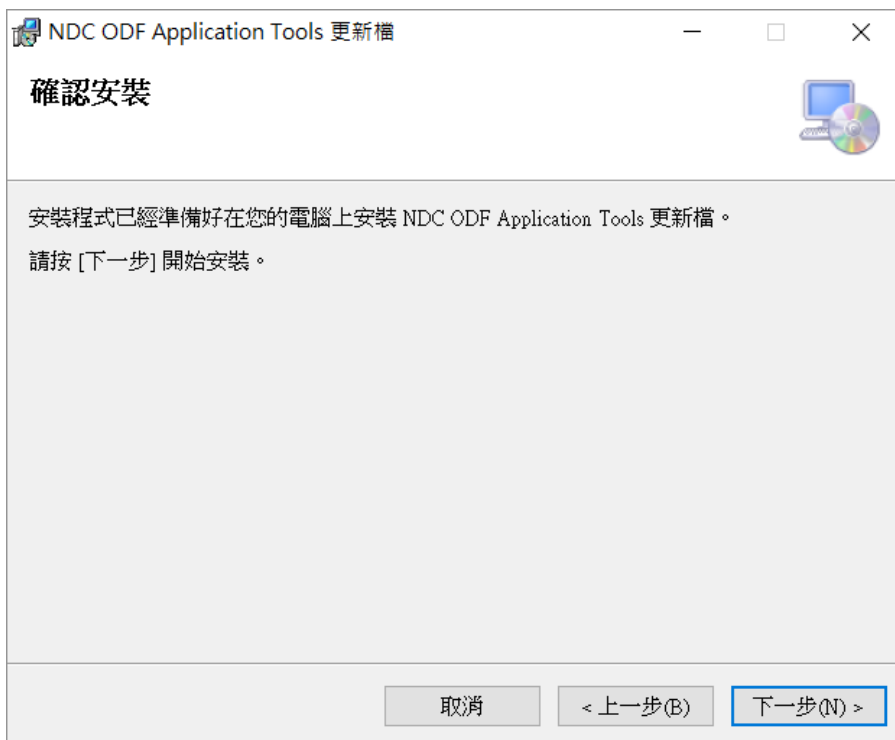 NDC ODF Application Tools 更新檔
確認安裝
安裝程式已經準備好在您的電腦上安裝 NDC ODF Application Tools 更新檔。
請按 [下一步] 開始安裝。
取消
< 上一步(B)
下一步(N) >